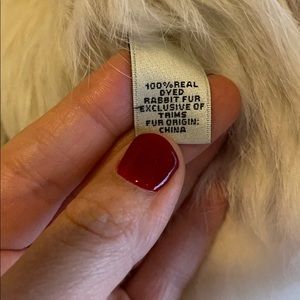 100%REAL
DYED
RABBIT FUR
EXCLUSIVE OF
TRIMS
FUR ORIGIN:
CHINA